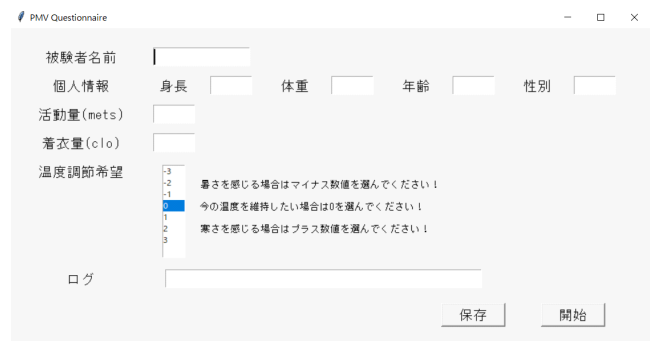 PMV Questionnaire
被験者名前
個人情報 身長 体重 年齢 性別
活動量(mets)
着衣量(clo)
温度調節希望
-3
-2
-1
0
1
2
3
暑さを感じる場合はマイナス数値を選んでください！
今の温度を維持したい場合は0を選んでください！
寒さを感じる場合はプラス数値を選んでください！
ログ
保存 開始